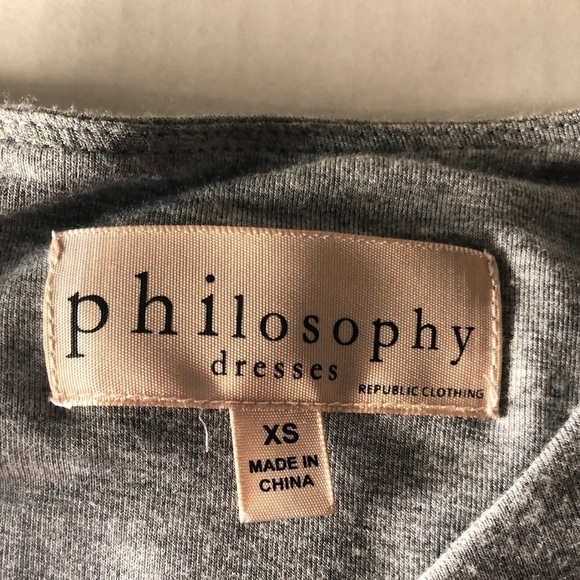 philosophy
dresses
REPUBLIC CLOTHING
XS
MADE IN
CHINA